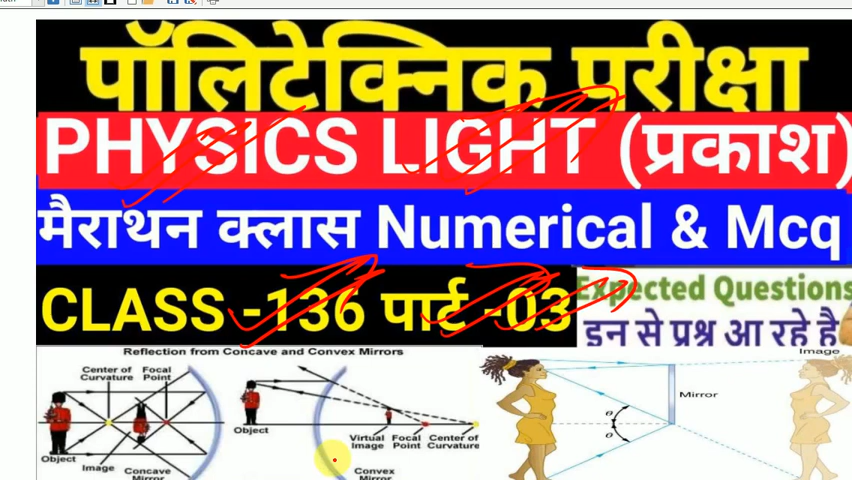 पॉलिटेक्निक परीक्षा
PHYSICS LIGHT (प्रकाश)
मैराथन क्लास Numerical & Mcq
CLASS -136 पार्ट -03
Expected Questions
इन से प्रश्न आ रहे है
Reflection from Concave and Convex Mirrors
Center of Curvature
Focal Point
Object
Image
Concave Mirror
Object
Virtual Image
Focal Point
Center of Curvature
Convex Mirror
Image
Mirror
θ
θ